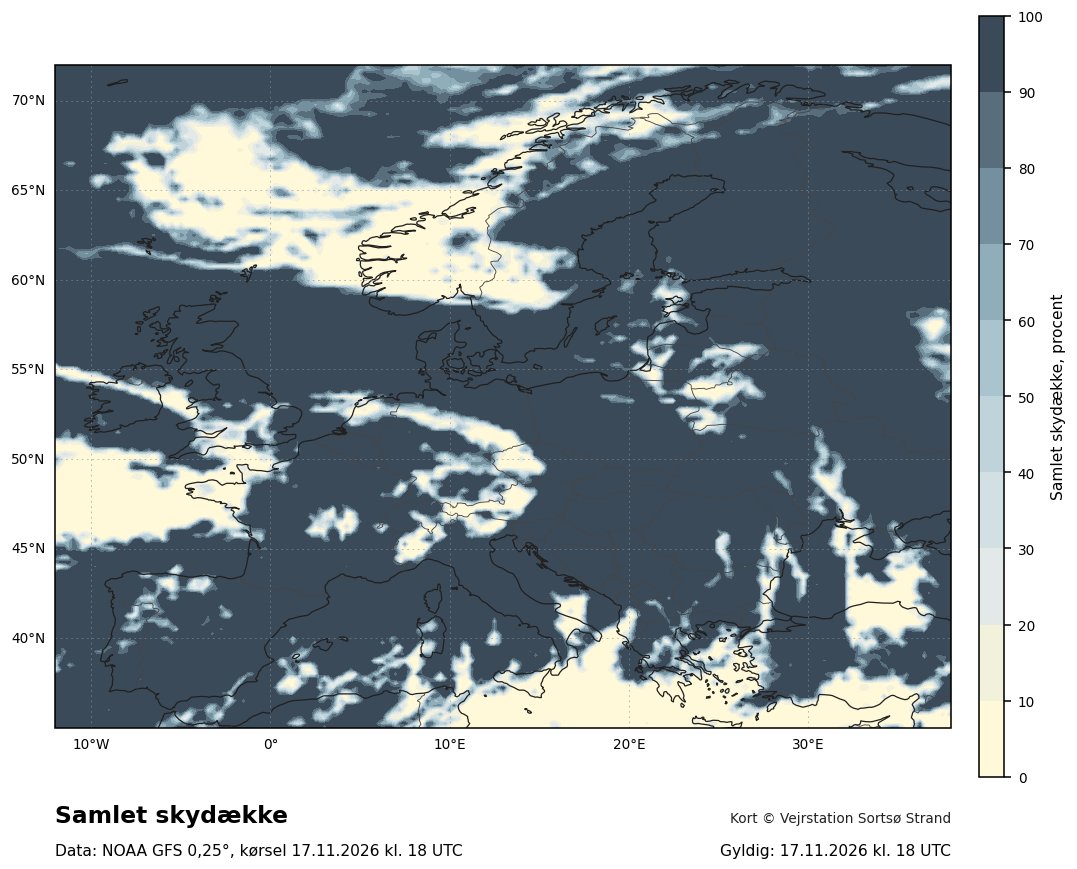 100
90
80
70
60
50
40
30
20
10
0
Samlet skydække, procent
70°N
65°N
60°N
55°N
50°N
45°N
40°N
10°W
0°
10°E
20°E
30°E
Samlet skydække
Kort © Vejrstation Sortsø Strand
Data: NOAA GFS 0,25°, kørsel 17.11.2026 kl. 18 UTC
Gyldig: 17.11.2026 kl. 18 UTC